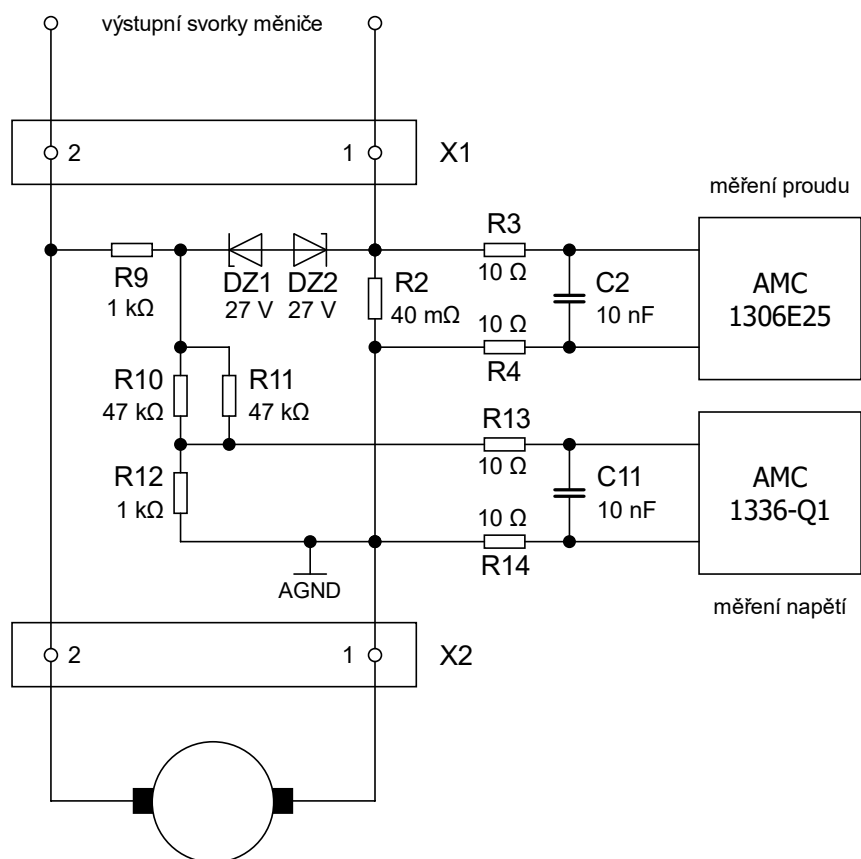 výstupní svorky měniče
2
1
X1
měření proudu
R3
10 Ω
R9
1 kΩ
DZ1
27 V
DZ2
27 V
R2
40 mΩ
C2
10 nF
AMC
1306E25
10 Ω
R4
R10
47 kΩ
R11
47 kΩ
R13
10 Ω
R12
1 kΩ
C11
10 nF
AMC
1336-Q1
10 Ω
R14
AGND
měření napětí
2
1
X2